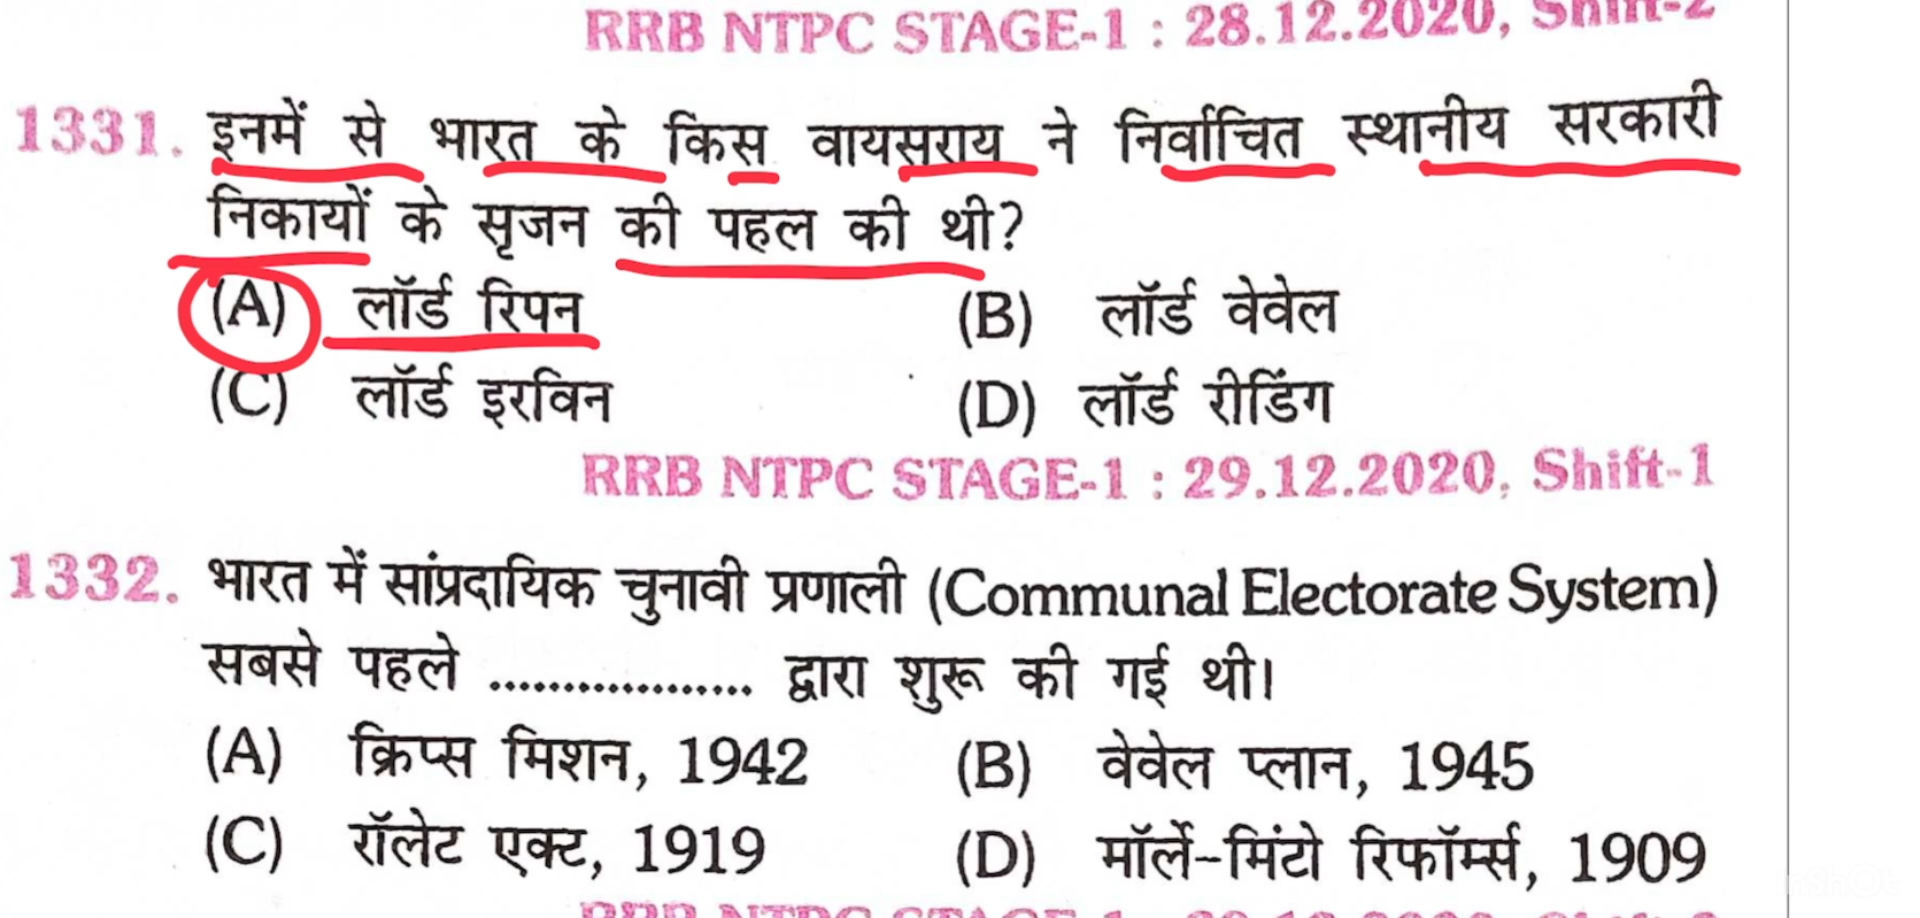 RRB NTPC STAGE-1 : 28.12.2020, Shift-2
1331. इनमें से भारत के किस वायसराय ने निर्वाचित स्थानीय सरकारी
निकायों के सृजन की पहल की थी?
(A) लॉर्ड रिपन (B) लॉर्ड वेवेल
(C) लॉर्ड इरविन (D) लॉर्ड रीडिंग
RRB NTPC STAGE-1 : 29.12.2020, Shift-1
1332. भारत में सांप्रदायिक चुनावी प्रणाली (Communal Electorate System)
सबसे पहले .................. द्वारा शुरू की गई थी।
(A) क्रिप्स मिशन, 1942 (B) वेवेल प्लान, 1945
(C) रॉलेट एक्ट, 1919 (D) मॉर्ले-मिंटो रिफॉर्म्स, 1909